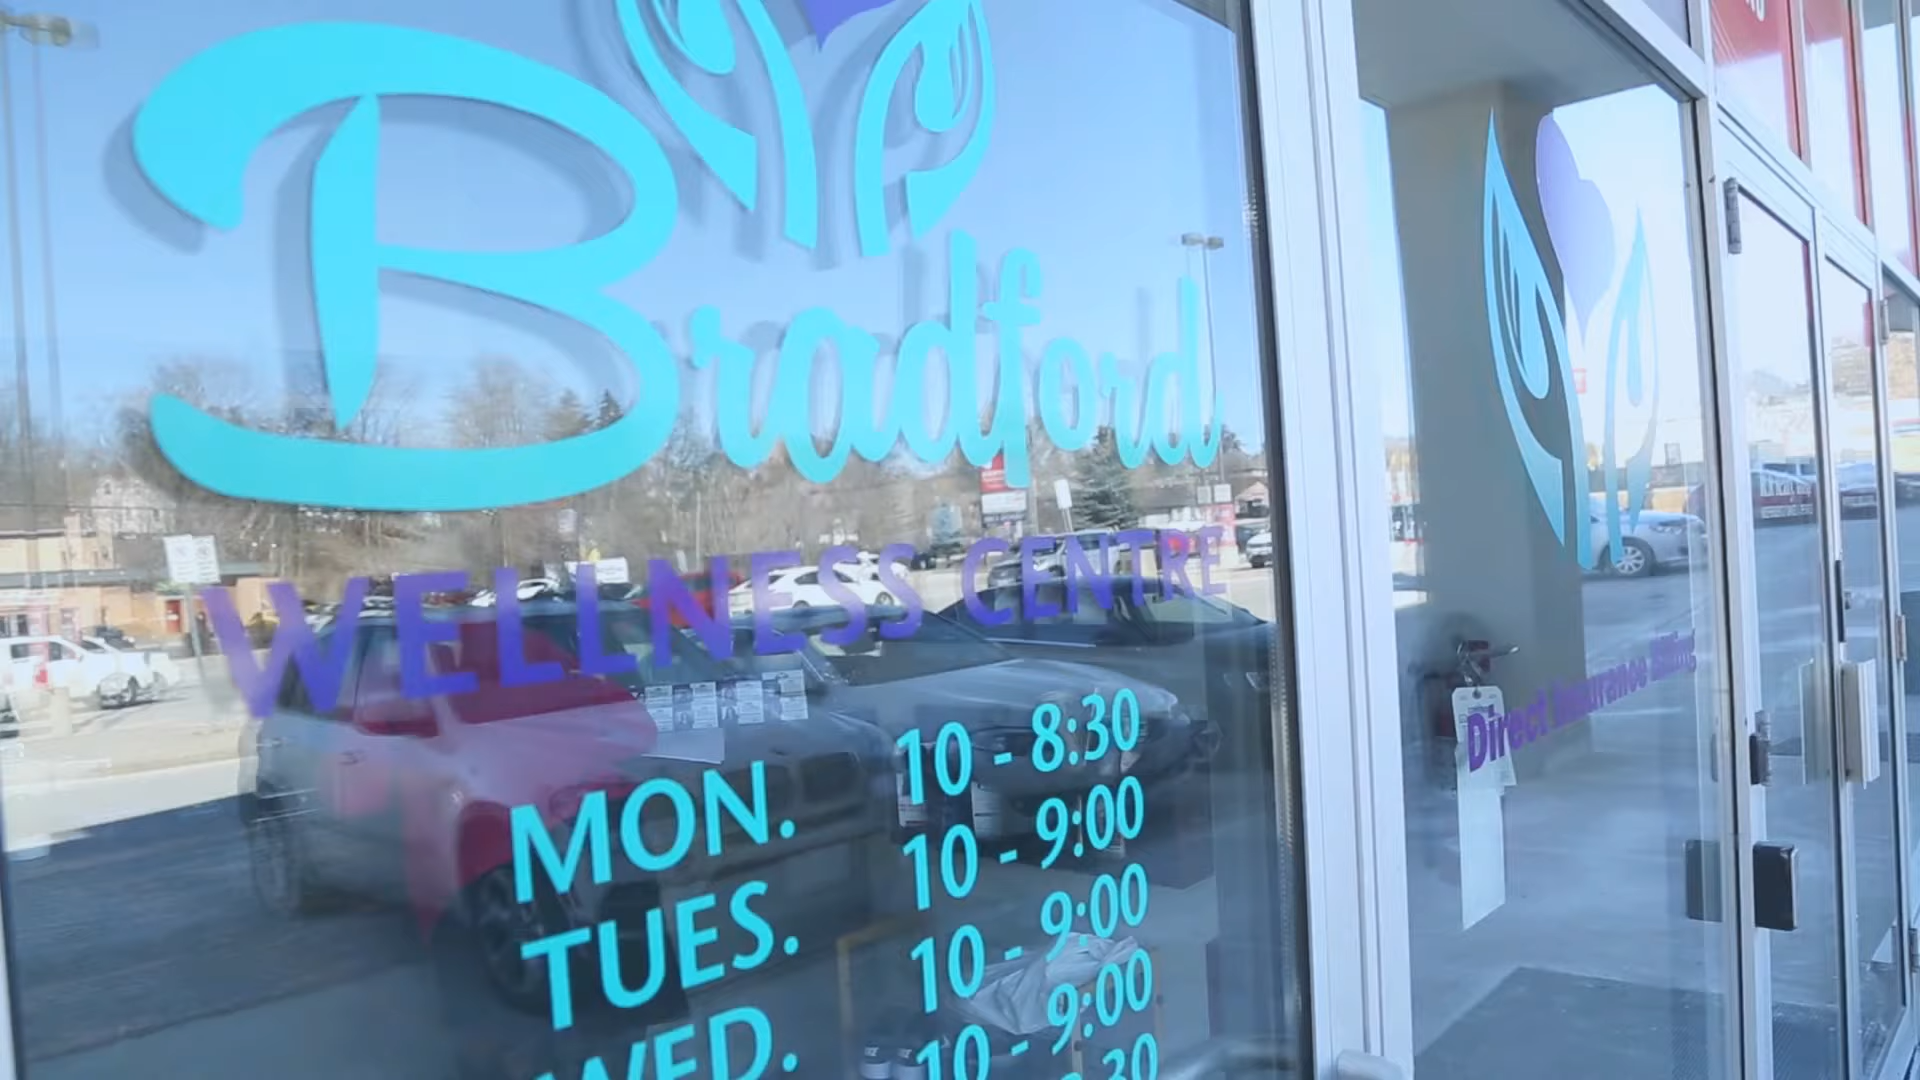 Bradford
WELLNESS CENTRE
MON. 10 - 8:30
TUES. 10 - 9:00
WED. 10 - 9:00
10 - 9:00
Direct Insurance Billing